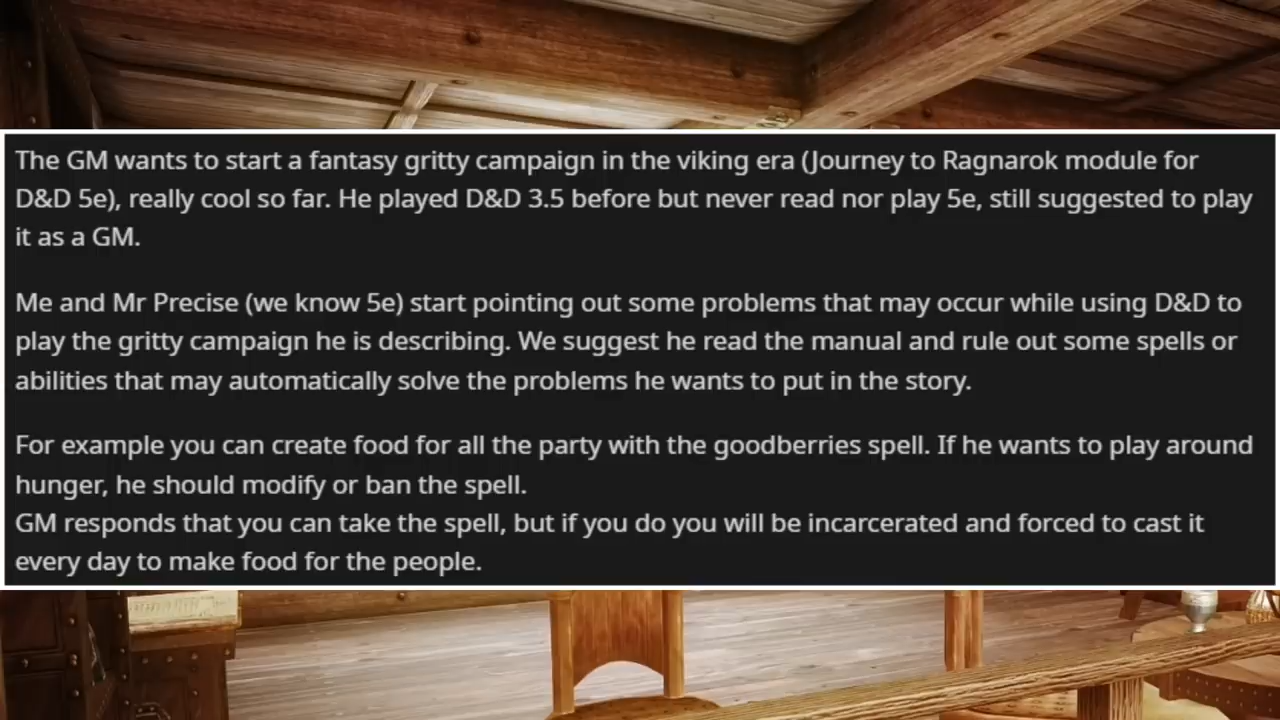 The GM wants to start a fantasy gritty campaign in the viking era (Journey to Ragnarok module for
D&D 5e), really cool so far. He played D&D 3.5 before but never read nor play 5e, still suggested to play
it as a GM.
Me and Mr Precise (we know 5e) start pointing out some problems that may occur while using D&D to
play the gritty campaign he is describing. We suggest he read the manual and rule out some spells or
abilities that may automatically solve the problems he wants to put in the story.
For example you can create food for all the party with the goodberries spell. If he wants to play around
hunger, he should modify or ban the spell.
GM responds that you can take the spell, but if you do you will be incarcerated and forced to cast it
every day to make food for the people.